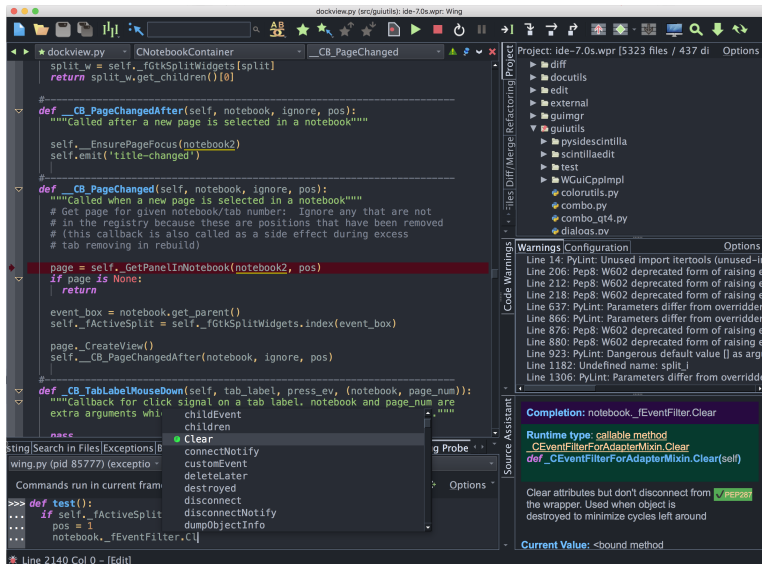 dockview.py (src/guiutils): ide-7.0s.wpr: Wing
dockview.py CNotebookContainer __CB_PageChanged
split_w = self._fGtkSplitWidgets[split]
return split_w.get_children()[0]
#
def __CB_PageChangedAfter(self, notebook, ignore, pos):
"""Called after a new page is selected in a notebook"""
self.__EnsurePageFocus(notebook2)
self.emit('title-changed')
#
def __CB_PageChanged(self, notebook, ignore, pos):
"""Called when a new page is selected in a notebook"""
# Get page for given notebook/tab number:  Ignore any that are not
# in the registry because these are positions that have been removed
# (this callback is also called as a side effect during excess
# tab removing in rebuild)
page = self._GetPanelInNotebook(notebook2, pos)
if page is None:
return
event_box = notebook.get_parent()
self._fActiveSplit = self._fGtkSplitWidgets.index(event_box)
page._CreateView()
self.__CB_PageChangedAfter(notebook, ignore, pos)
#
def _CB_TabLabelMouseDown(self, tab_label, press_ev, (notebook, page_num)):
"""Callback for click signal on a tab label. notebook and page_num are
extra arguments whi ."""
pass
childEvent
children
Clear
connectNotify
customEvent
deleteLater
destroyed
disconnect
disconnectNotify
dumpObjectInfo
sting Search in Files Exceptions B g Probe
wing.py (pid 85777) (exceptio
Commands run in current fram Options
>>> def test():
... if self._fActiveSplit
... pos = 1
... notebook._fEventFilter.Cl
Line 2140 Col 0 – [Edit]
Project: ide-7.0s.wpr [5323 files / 437 di Options
diff
docutils
edit
external
guimgr
guiutils
pysidescintilla
scintillaedit
test
WGuiCppImpl
colorutils.py
combo.py
combo_qt4.py
dialogs.py
Project
Refactoring
Diff/Merge
Files
Warnings Configuration Options
Line 14: PyLint: Unused import itertools (unused-i
Line 206: Pep8: W602 deprecated form of raising e
Line 212: Pep8: W602 deprecated form of raising e
Line 218: Pep8: W602 deprecated form of raising e
Line 637: PyLint: Parameters differ from overridden
Line 866: PyLint: Parameters differ from overridden
Line 876: Pep8: W602 deprecated form of raising e
Line 880: Pep8: W602 deprecated form of raising e
Line 923: PyLint: Dangerous default value [] as argu
Line 1182: Undefined name: split_i
Line 1306: PyLint: Parameters differ from overridde
Code Warnings
Completion: notebook._fEventFilter.Clear
Runtime type: callable method
_CEventFilterForAdapterMixin.Clear
def _CEventFilterForAdapterMixin.Clear(self)
Clear attributes but don't disconnect from
the wrapper. Used when object is
destroyed to minimize cycles left around
PEP287
Current Value: <bound method
Source Assistant